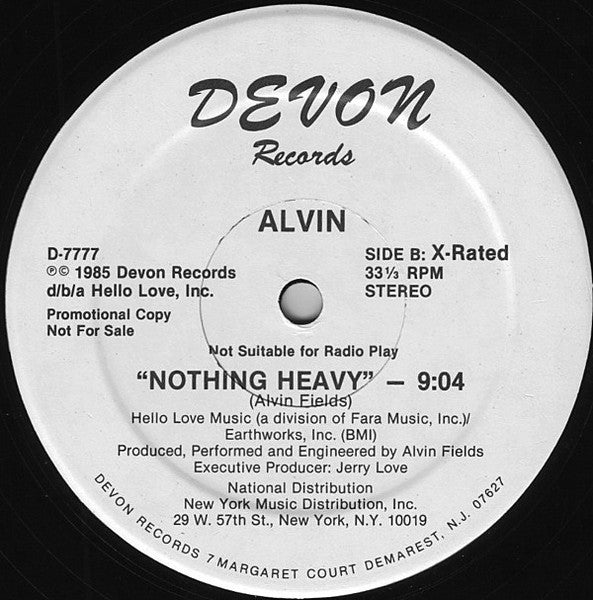 DEVON
Records
ALVIN
D-7777
℗© 1985 Devon Records
d/b/a Hello Love, Inc.
Promotional Copy
Not For Sale
SIDE B: X-Rated
33⅓ RPM
STEREO
Not Suitable for Radio Play
“NOTHING HEAVY” — 9:04
(Alvin Fields)
Hello Love Music (a division of Fara Music, Inc.)/
Earthworks, Inc. (BMI)
Produced, Performed and Engineered by Alvin Fields
Executive Producer: Jerry Love
National Distribution
New York Music Distribution, Inc.
29 W. 57th St., New York, N.Y. 10019
DEVON RECORDS 7 MARGARET COURT DEMAREST, N.J. 07627